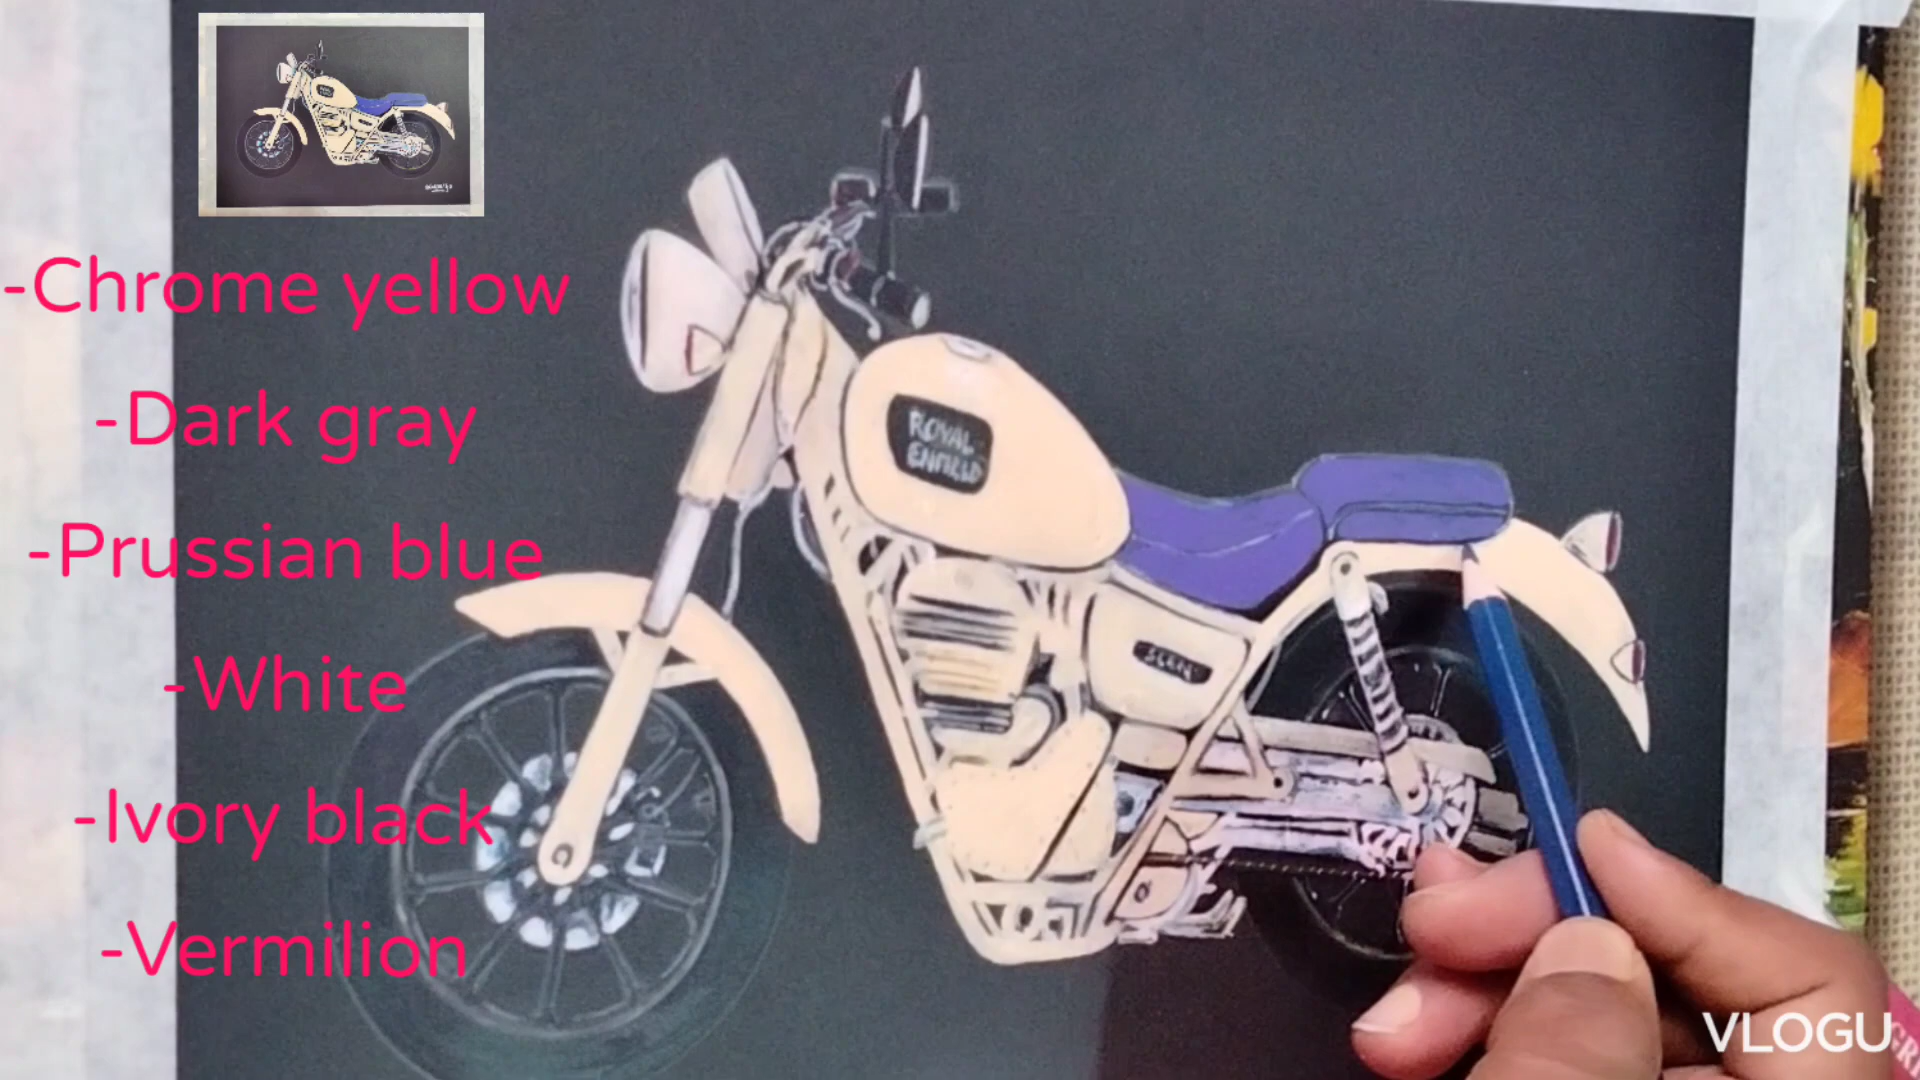 -Chrome yellow
-Dark gray
-Prussian blue
-White
-Ivory black
-Vermilion
ROYAL
ENFIELD
VLOGU